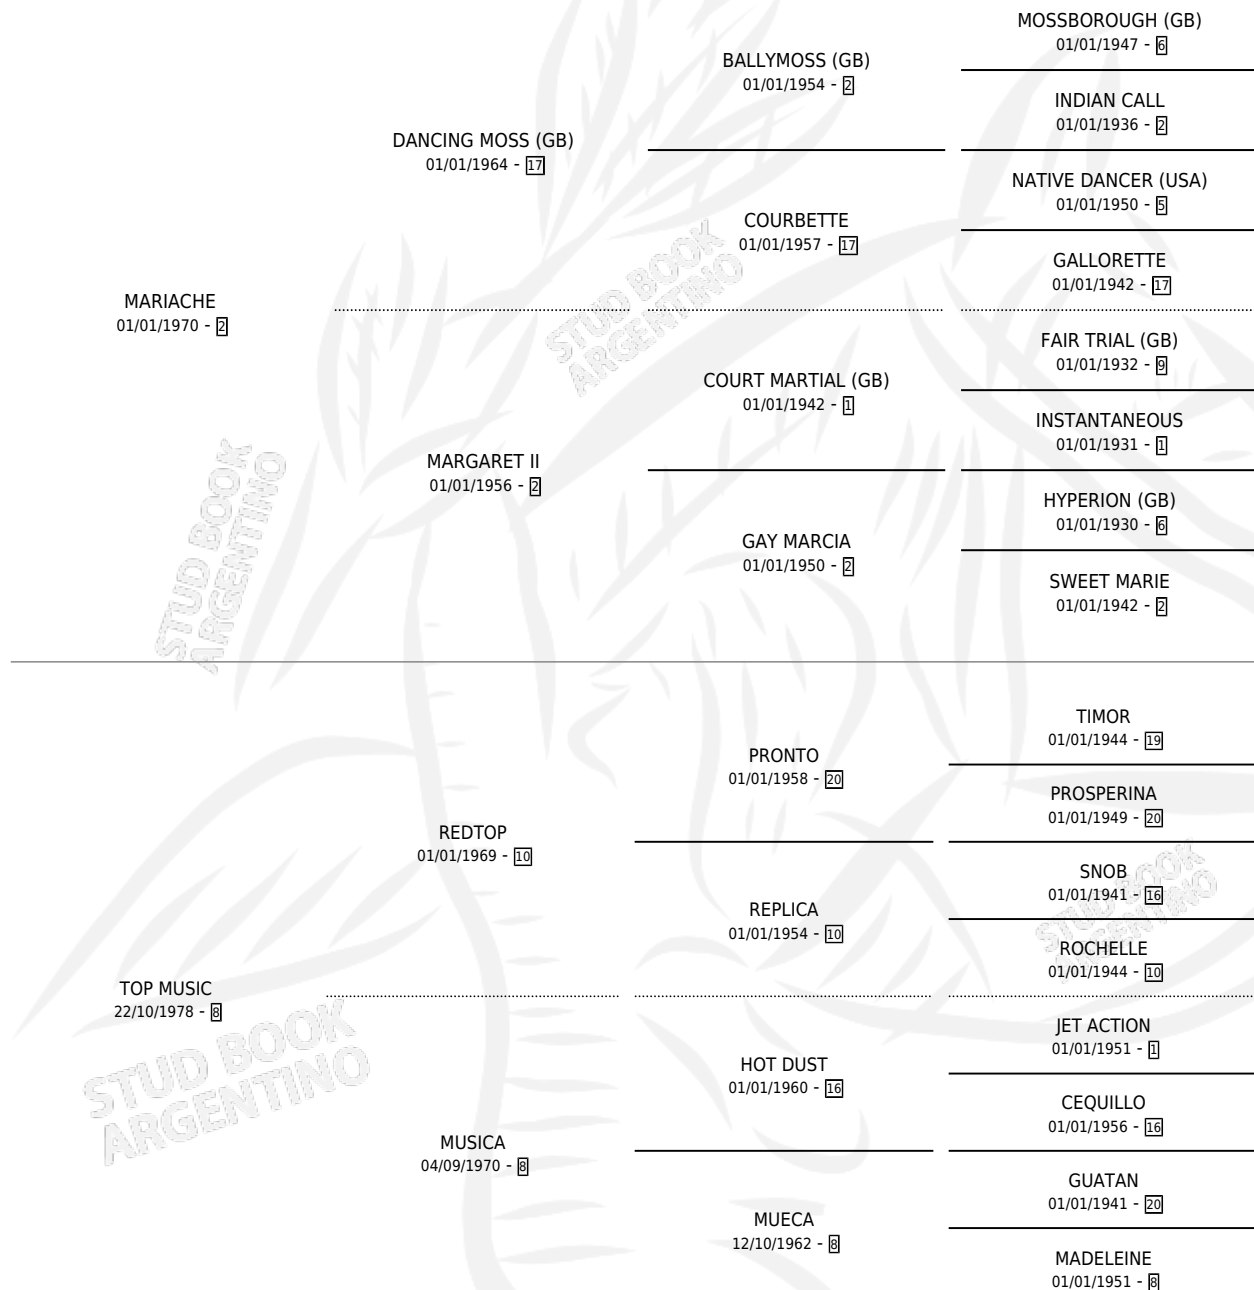 MOSSBOROUGH (GB)
01/01/1947 - 6
BALLYMOSS (GB)
01/01/1954 - 2
INDIAN CALL
01/01/1936 - 2
DANCING MOSS (GB)
01/01/1964 - 17
NATIVE DANCER (USA)
01/01/1950 - 5
COURBETTE
01/01/1957 - 17
GALLORETTE
01/01/1942 - 17
MARIACHE
01/01/1970 - 2
FAIR TRIAL (GB)
01/01/1932 - 9
COURT MARTIAL (GB)
01/01/1942 - 1
INSTANTANEOUS
01/01/1931 - 1
MARGARET II
01/01/1956 - 2
HYPERION (GB)
01/01/1930 - 6
GAY MARCIA
01/01/1950 - 2
SWEET MARIE
01/01/1942 - 2
TIMOR
01/01/1944 - 19
PRONTO
01/01/1958 - 20
PROSPERINA
01/01/1949 - 20
REDTOP
01/01/1969 - 10
SNOB
01/01/1941 - 16
REPLICA
01/01/1954 - 10
ROCHELLE
01/01/1944 - 10
TOP MUSIC
22/10/1978 - 8
JET ACTION
01/01/1951 - 1
HOT DUST
01/01/1960 - 16
CEQUILLO
01/01/1956 - 16
MUSICA
04/09/1970 - 8
GUATAN
01/01/1941 - 20
MUECA
12/10/1962 - 8
MADELEINE
01/01/1951 - 8
STUD BOOK
ARGENTINO
STUD BOOK
ARGENTINO
STUD BOOK
ARGENTINO
STUD BOOK
ARGENTINO